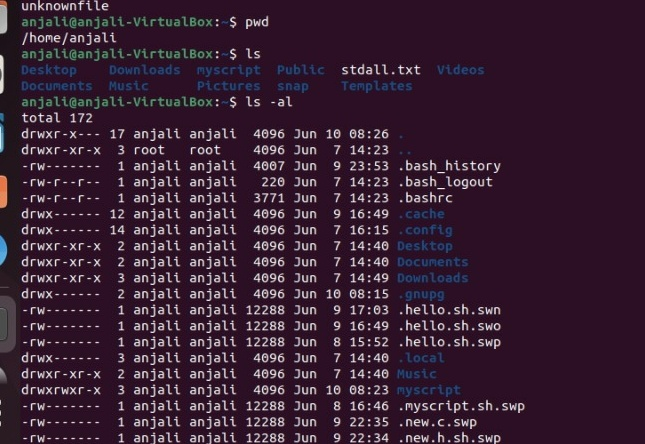 unknownfile
anjali@anjali-VirtualBox:~$ pwd
/home/anjali
anjali@anjali-VirtualBox:~$ ls
Desktop    Downloads  myscript  Public  stdall.txt  Videos
Documents  Music      Pictures  snap    Templates
anjali@anjali-VirtualBox:~$ ls -al
total 172
drwxr-x--- 17 anjali anjali  4096 Jun 10 08:26 .
drwxr-xr-x  3 root   root    4096 Jun  7 14:23 ..
-rw-------  1 anjali anjali  4007 Jun  9 23:53 .bash_history
-rw-r--r--  1 anjali anjali   220 Jun  7 14:23 .bash_logout
-rw-r--r--  1 anjali anjali  3771 Jun  7 14:23 .bashrc
drwx------ 12 anjali anjali  4096 Jun  9 16:49 .cache
drwx------ 14 anjali anjali  4096 Jun  7 16:15 .config
drwxr-xr-x  2 anjali anjali  4096 Jun  7 14:40 Desktop
drwxr-xr-x  2 anjali anjali  4096 Jun  7 14:40 Documents
drwxr-xr-x  3 anjali anjali  4096 Jun  7 14:49 Downloads
drwx------  2 anjali anjali  4096 Jun 10 08:15 .gnupg
-rw-------  1 anjali anjali 12288 Jun  9 17:03 .hello.sh.swn
-rw-------  1 anjali anjali 12288 Jun  9 16:49 .hello.sh.swo
-rw-------  1 anjali anjali 12288 Jun  8 15:52 .hello.sh.swp
drwx------  3 anjali anjali  4096 Jun  7 14:40 .local
drwxr-xr-x  2 anjali anjali  4096 Jun  7 14:40 Music
drwxrwxr-x  3 anjali anjali  4096 Jun 10 08:23 myscript
-rw-------  1 anjali anjali 12288 Jun  8 16:46 .myscript.sh.swp
-rw-------  1 anjali anjali 12288 Jun  9 22:35 .new.c.swp
-rw-------  1 anjali anjali 12288 Jun  9 22:34 .new.h.sh.swp